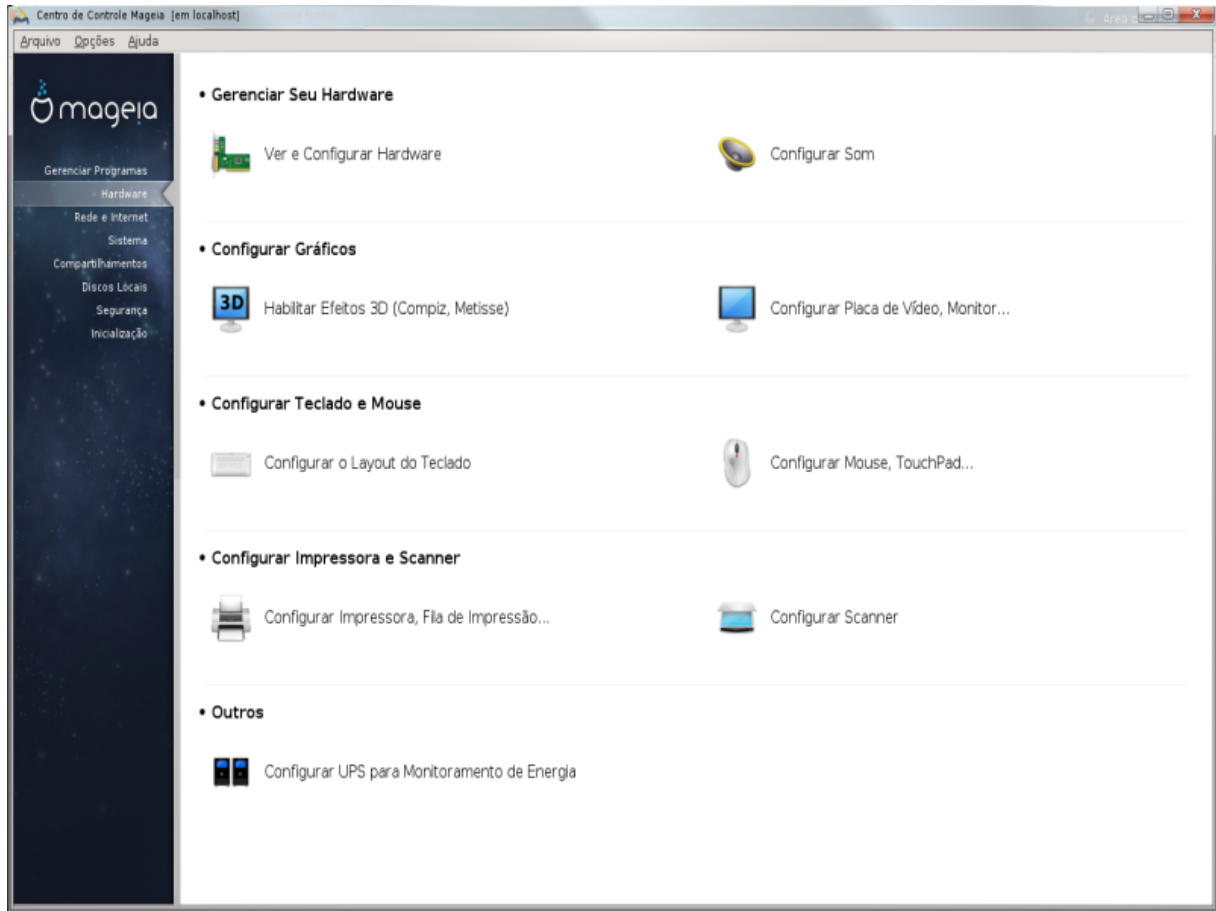 Centro de Controle Mageia [em localhost]
Arquivo Opções Ajuda
mageia
Gerenciar Programas
Hardware
Rede e Internet
Sistema
Compartilhamentos
Discos Locais
Segurança
Inicialização
• Gerenciar Seu Hardware
Ver e Configurar Hardware
Configurar Som
• Configurar Gráficos
3D
Habilitar Efeitos 3D (Compiz, Metisse)
Configurar Placa de Vídeo, Monitor...
• Configurar Teclado e Mouse
Configurar o Layout do Teclado
Configurar Mouse, TouchPad...
• Configurar Impressora e Scanner
Configurar Impressora, Fila de Impressão...
Configurar Scanner
• Outros
Configurar UPS para Monitoramento de Energia